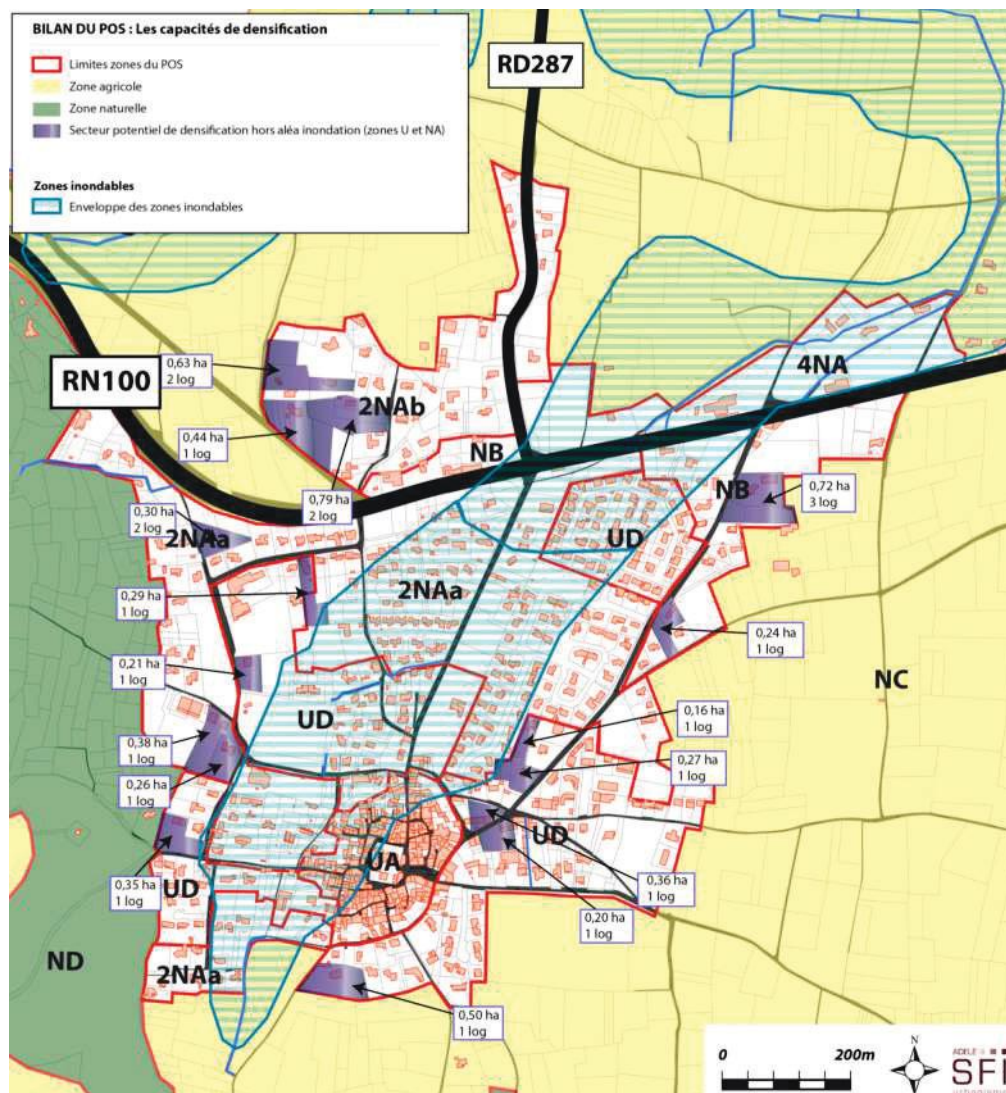 BILAN DU POS : Les capacités de densification
Limites zones du POS
Zone agricole
Zone naturelle
Secteur potentiel de densification hors aléa inondation (zones U et NA)
Zones inondables
Enveloppe des zones inondables
RD287
4NA
RN100
0,63 ha
2 log
2NAb
0,44 ha
1 log
NB
0,79 ha
2 log
NB
0,72 ha
3 log
0,30 ha
2 log
2NAa
UD
2NAa
0,29 ha
1 log
0,24 ha
1 log
0,21 ha
1 log
NC
UD
0,16 ha
1 log
0,38 ha
1 log
0,27 ha
1 log
0,26 ha
1 log
UD
UA
0,35 ha
1 log
UD
0,36 ha
1 log
0,20 ha
1 log
ND
2NAa
0,50 ha
1 log
0 200m
N
ADELE
SFI